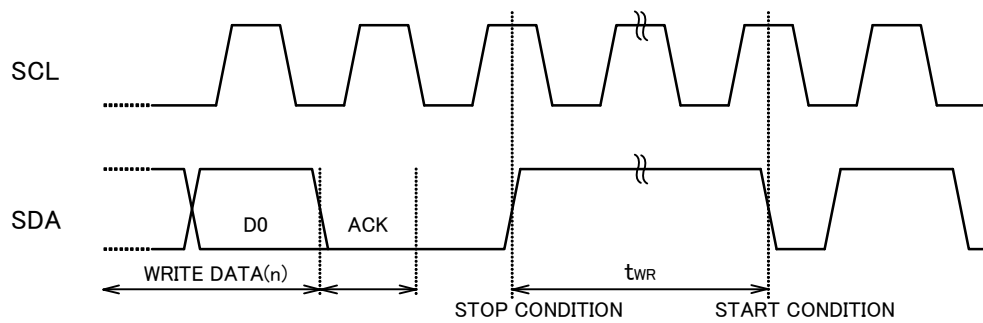 SCL
SDA
D0
ACK
WRITE DATA(n)
tWR
STOP CONDITION
START CONDITION